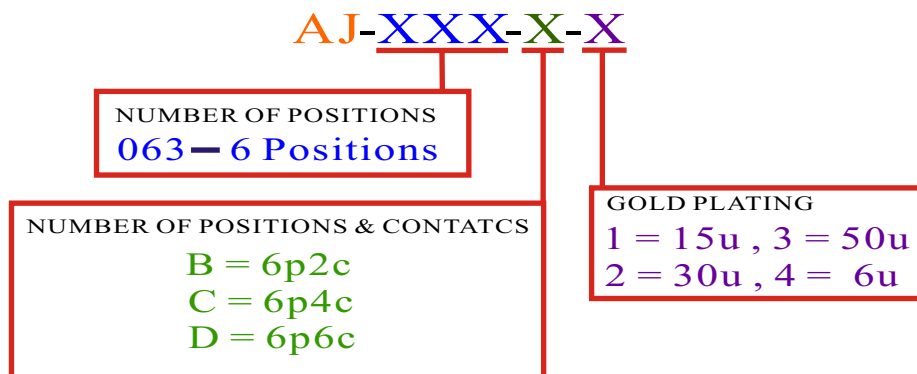 AJ-XXX-X-X
NUMBER OF POSITIONS
063 — 6 Positions
NUMBER OF POSITIONS & CONTATCS
B = 6p2c
C = 6p4c
D = 6p6c
GOLD PLATING
1 = 15u , 3 = 50u
2 = 30u , 4 = 6u